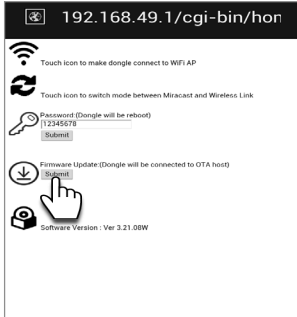 192.168.49.1/cgi-bin/hon
Touch icon to make dongle connect to WiFi AP
Touch icon to switch mode between Miracast and Wireless Link
Password:(Dongle will be reboot)
12345678
Submit
Firmware Update:(Dongle will be connected to OTA host)
Submit
Software Version : Ver 3.21.08W